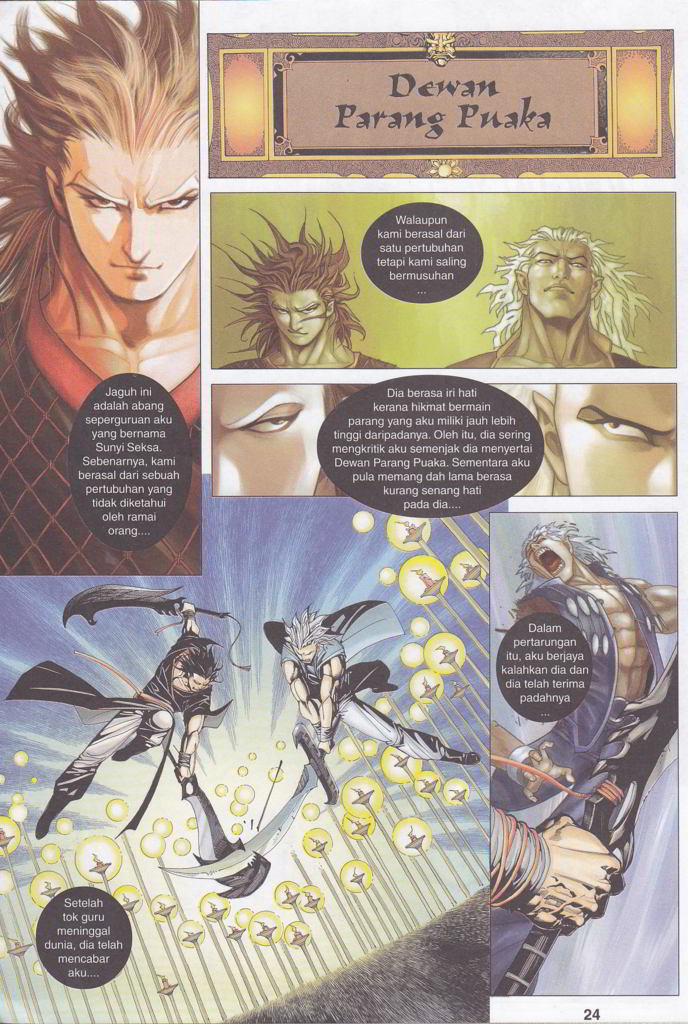 Dewan
Parang Puaka
Walaupun
kami berasal dari
satu pertubuhan
tetapi kami saling
bermusuhan
...
Jaguh ini
adalah abang
seperguruan aku
yang bernama
Sunyi Seksa.
Sebenarnya, kami
berasal dari sebuah
pertubuhan yang
tidak diketahui
oleh ramai
orang....
Dia berasa iri hati
kerana hikmat bermain
parang yang aku miliki jauh lebih
tinggi daripadanya. Oleh itu, dia sering
mengkritik aku semenjak dia menyertai
Dewan Parang Puaka. Sementara aku
pula memang dah lama berasa
kurang senang hati
pada dia....
Setelah
tok guru
meninggal
dunia, dia telah
mencabar
aku....
Dalam
pertarungan
itu, aku berjaya
kalahkan dia dan
dia telah terima
padahnya
...
24